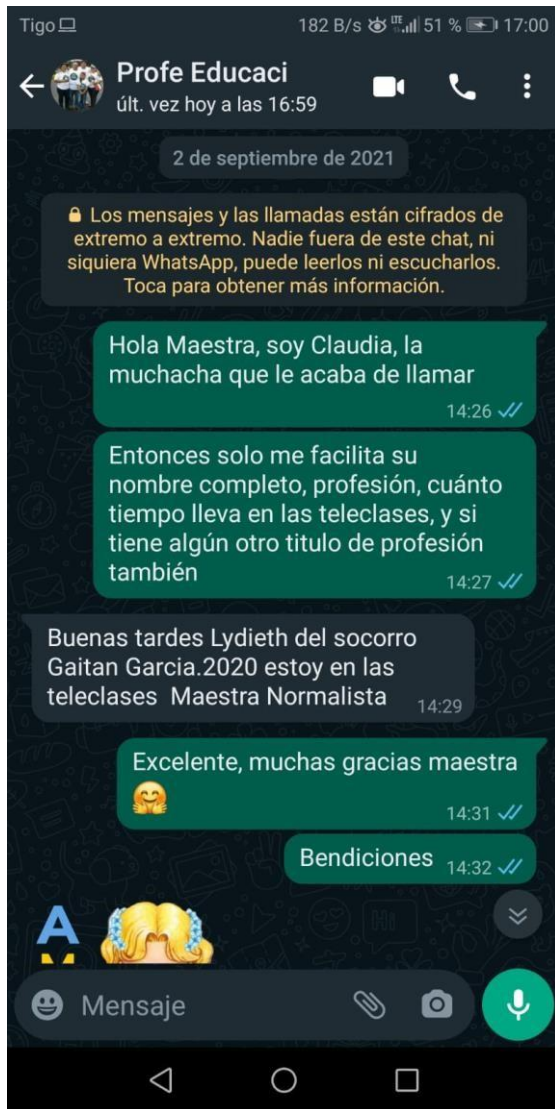 Tigo
182 B/s LTE 51 % 17:00
Profe Educaci
últ. vez hoy a las 16:59
2 de septiembre de 2021
Los mensajes y las llamadas están cifrados de
extremo a extremo. Nadie fuera de este chat, ni
siquiera WhatsApp, puede leerlos ni escucharlos.
Toca para obtener más información.
Hola Maestra, soy Claudia, la
muchacha que le acaba de llamar
14:26
Entonces solo me facilita su
nombre completo, profesión, cuánto
tiempo lleva en las teleclases, y si
tiene algún otro titulo de profesión
también
14:27
Buenas tardes Lydieth del socorro
Gaitan Garcia.2020 estoy en las
teleclases  Maestra Normalista
14:29
Excelente, muchas gracias maestra
14:31
Bendiciones 14:32
A
M
Mensaje